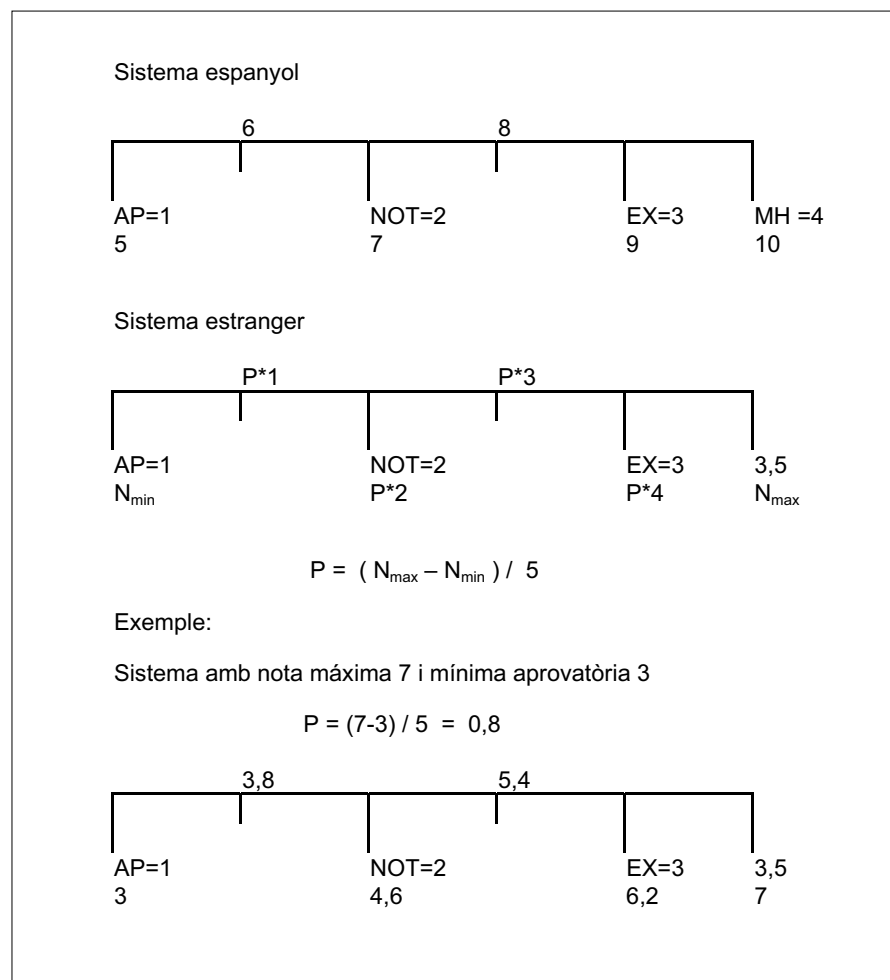 Sistema espanyol
6 8
AP=1 NOT=2 EX=3 MH =4
5 7 9 10
Sistema estranger
P*1 P*3
AP=1 NOT=2 EX=3 3,5
Nmin P*2 P*4 Nmax
P = ( Nmax – Nmin ) / 5
Exemple:
Sistema amb nota máxima 7 i mínima aprovatòria 3
P = (7-3) / 5 = 0,8
3,8 5,4
AP=1 NOT=2 EX=3 3,5
3 4,6 6,2 7